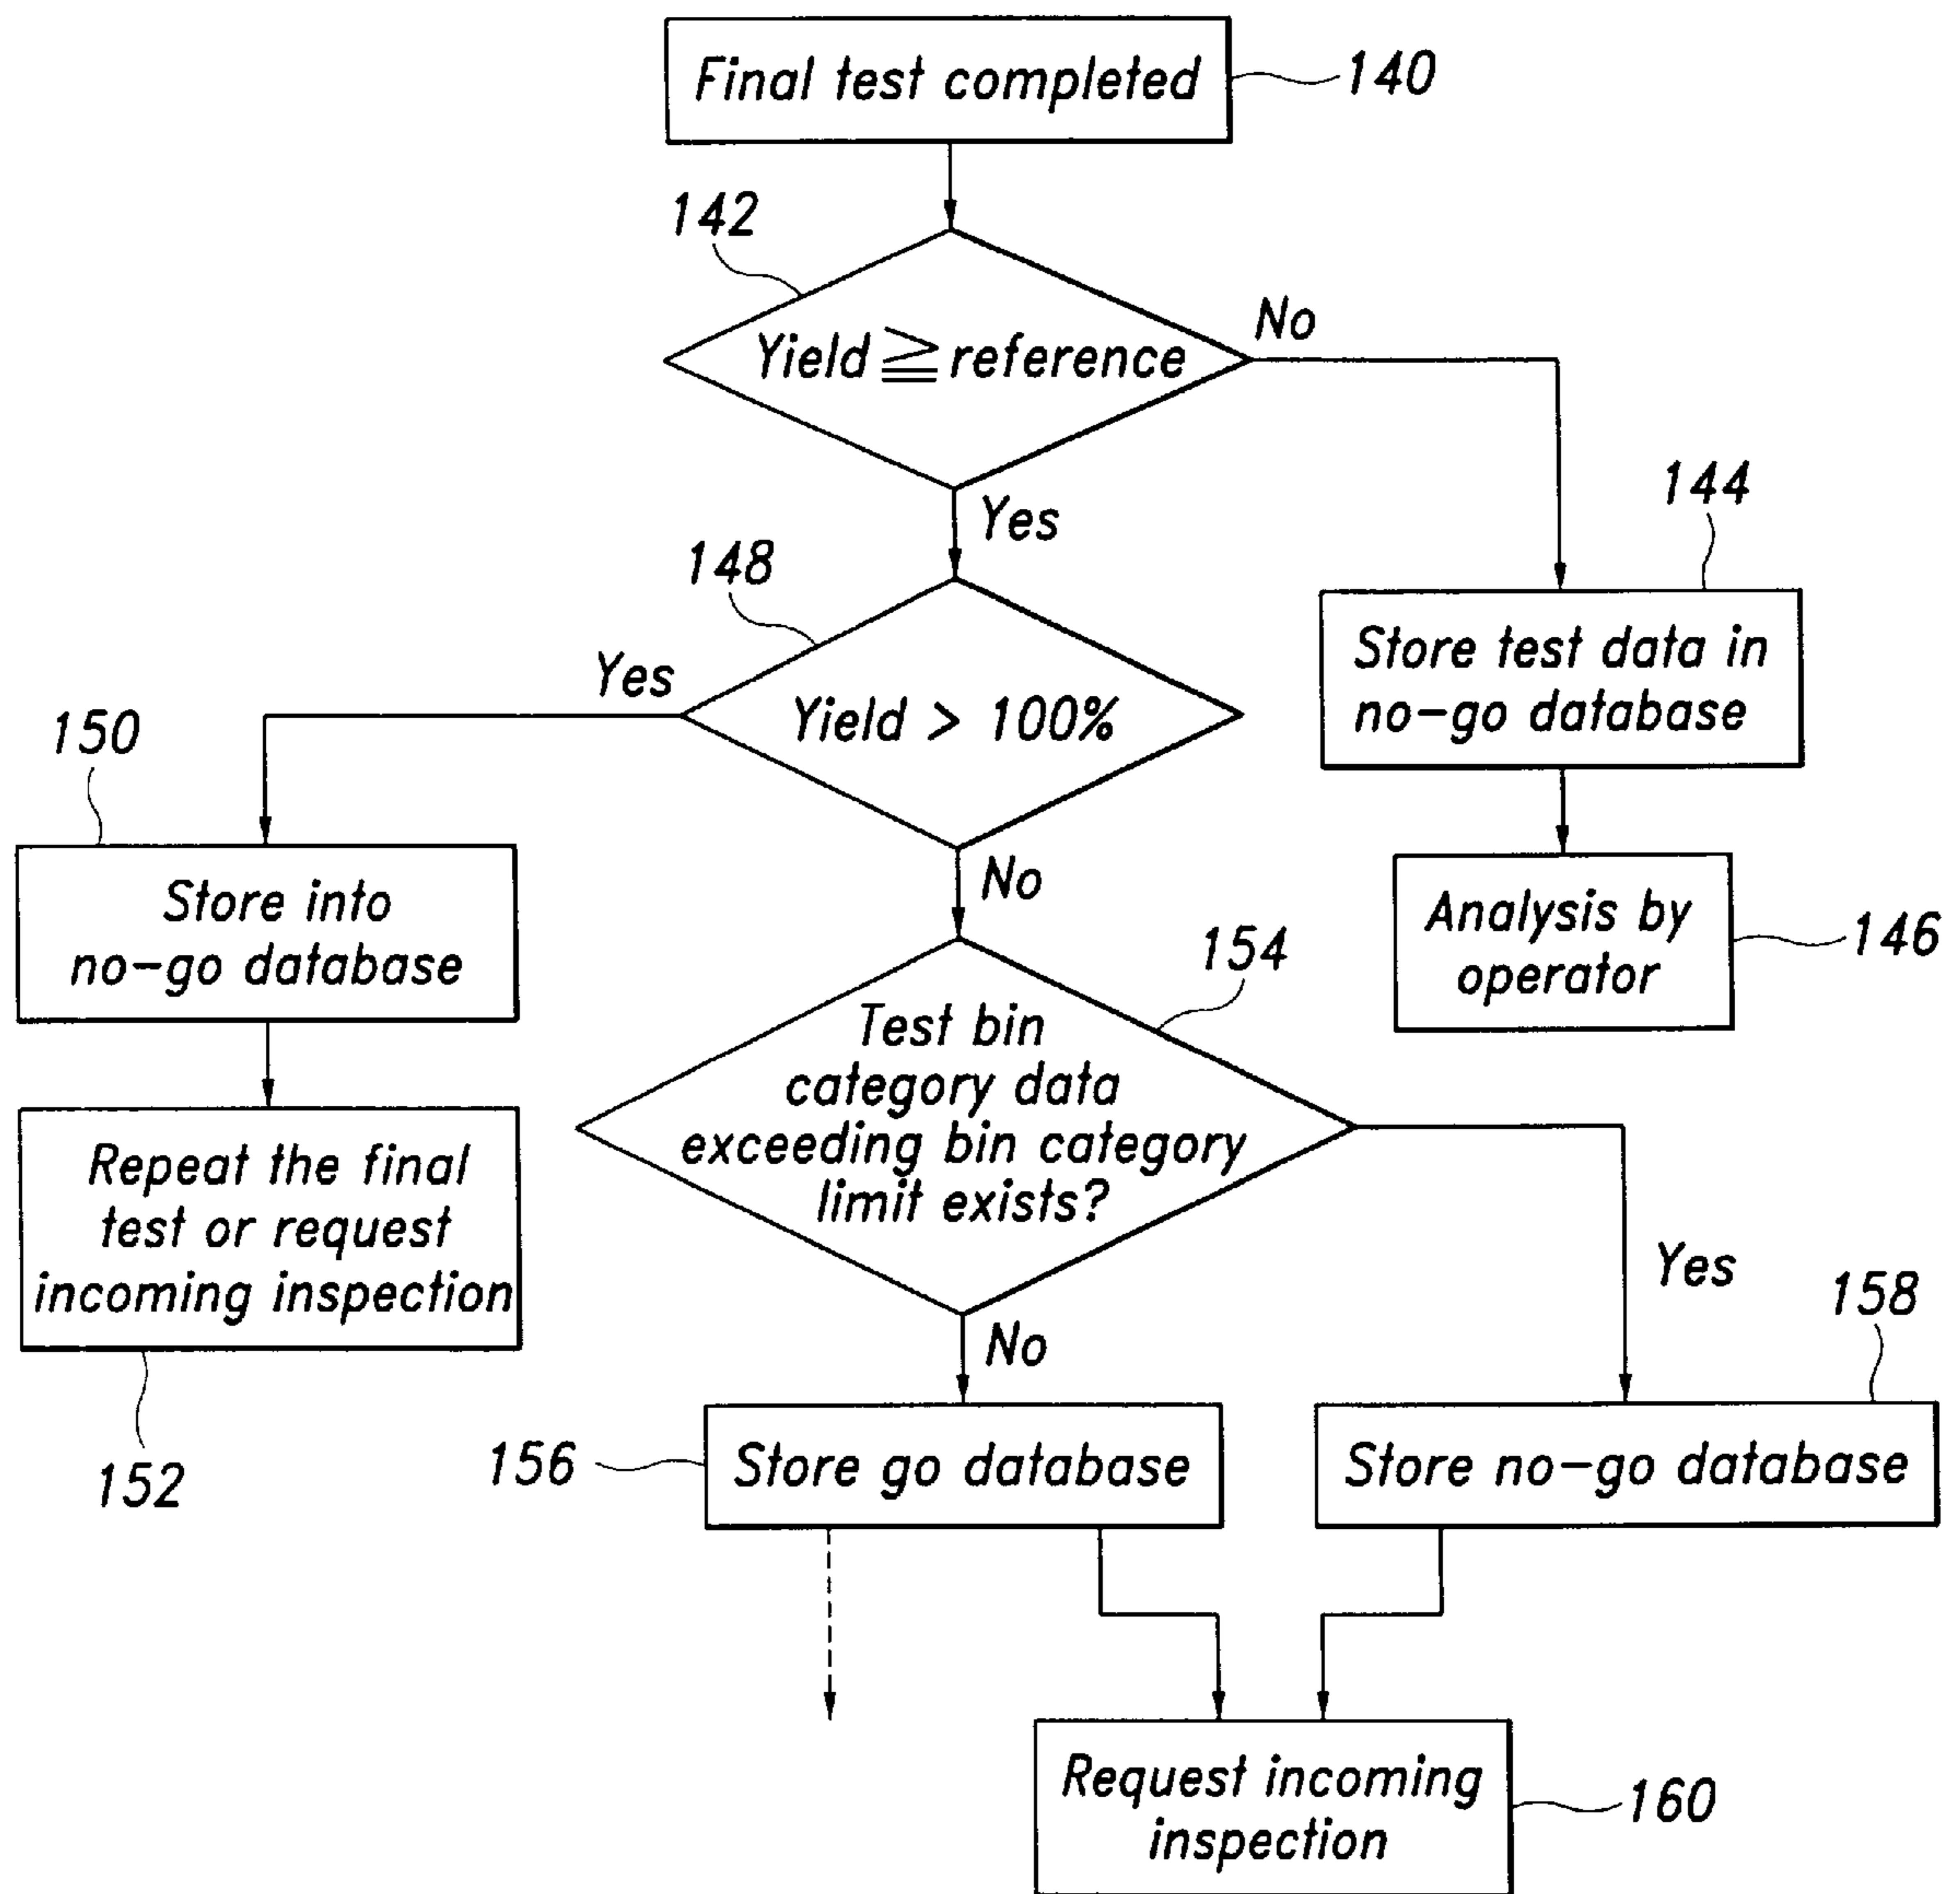 Final test completed
140
142
Yield ≧ reference
No
Yes
144
Store test data in
no-go database
148
Yes
Yield > 100%
No
150
Store into
no-go database
Analysis by
operator
146
154
Test bin
category data
exceeding bin category
limit exists?
Repeat the final
test or request
incoming inspection
152
Yes
No
158
156
Store go database
Store no-go database
Request incoming
inspection
160